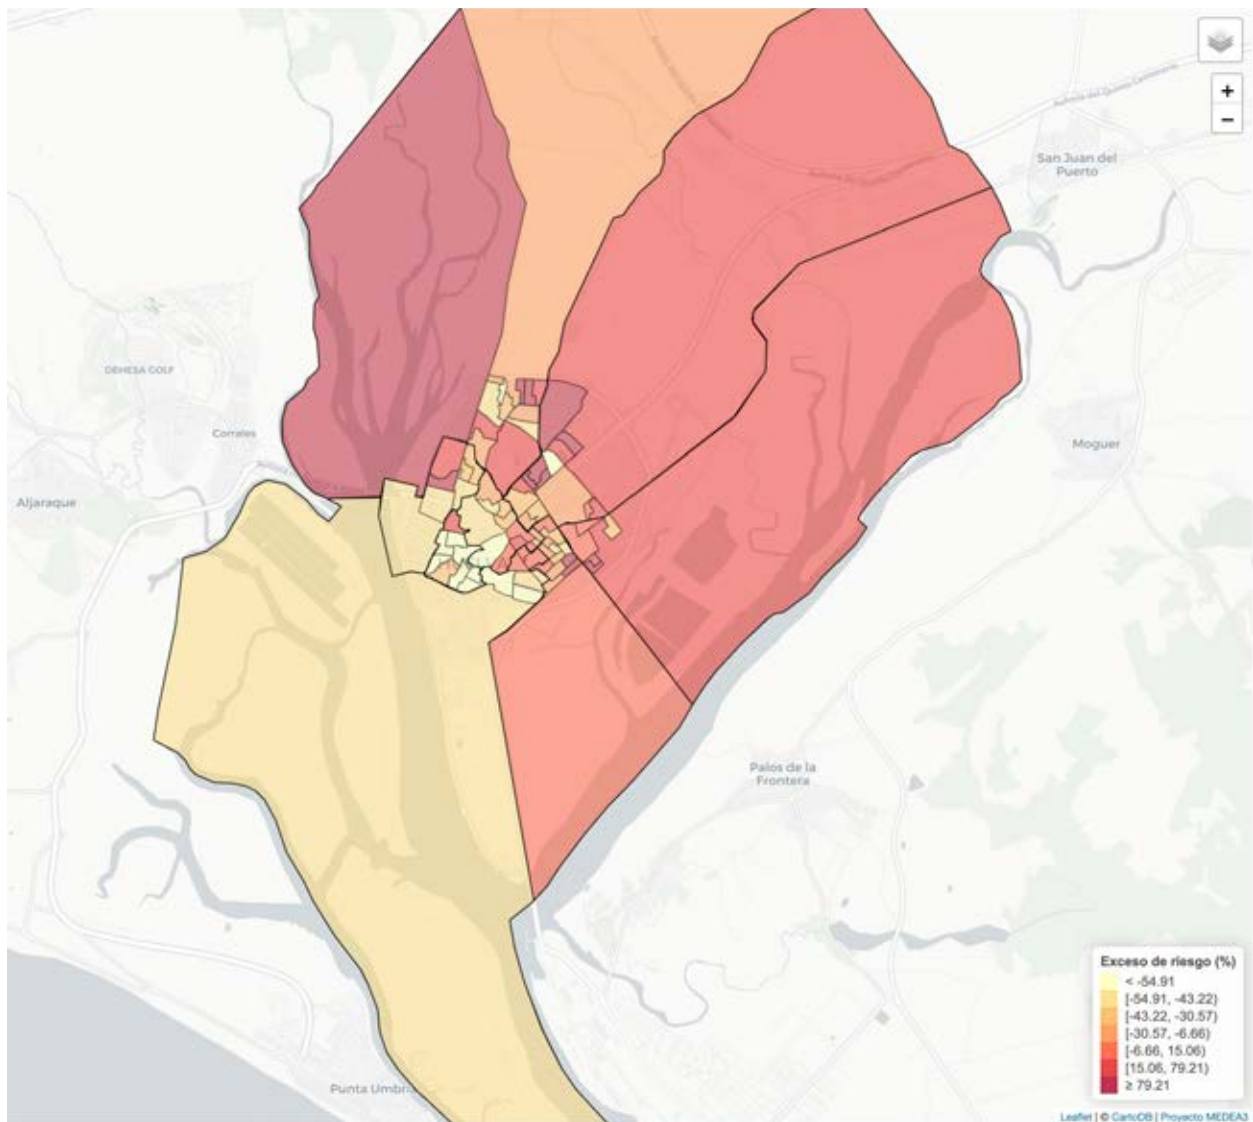 +
−
San Juan del
Puerto
DEHESA GOLF
Corrales
Moguer
Aljaraque
Palos de la
Frontera
Punta Umbría
Exceso de riesgo (%)
< -54.91
[-54.91, -43.22)
[-43.22, -30.57)
[-30.57, -6.66)
[-6.66, 15.06)
[15.06, 79.21)
≥ 79.21
Leaflet | © CartoDB | Proyecto MEDEA3